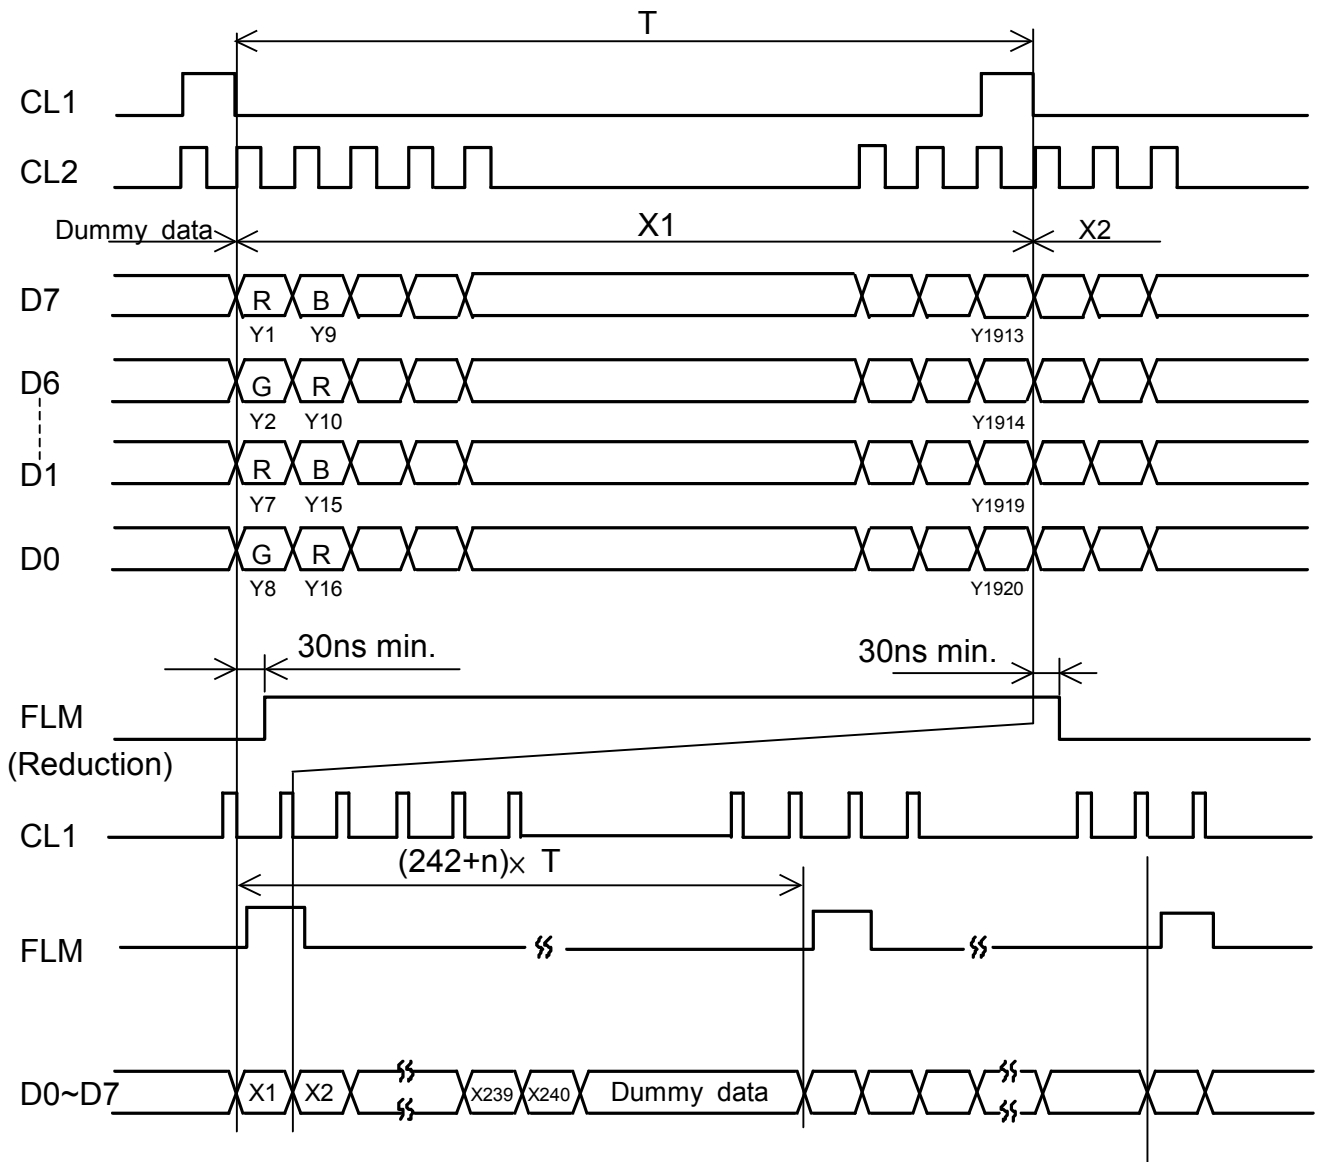 T
CL1
CL2
Dummy data
X1
X2
D7
R
B
Y1
Y9
Y1913
D6
G
R
Y2
Y10
Y1914
D1
R
B
Y7
Y15
Y1919
D0
G
R
Y8
Y16
Y1920
30ns min.
30ns min.
FLM
(Reduction)
CL1
(242+n)× T
FLM
D0~D7
X1
X2
X239
X240
Dummy data